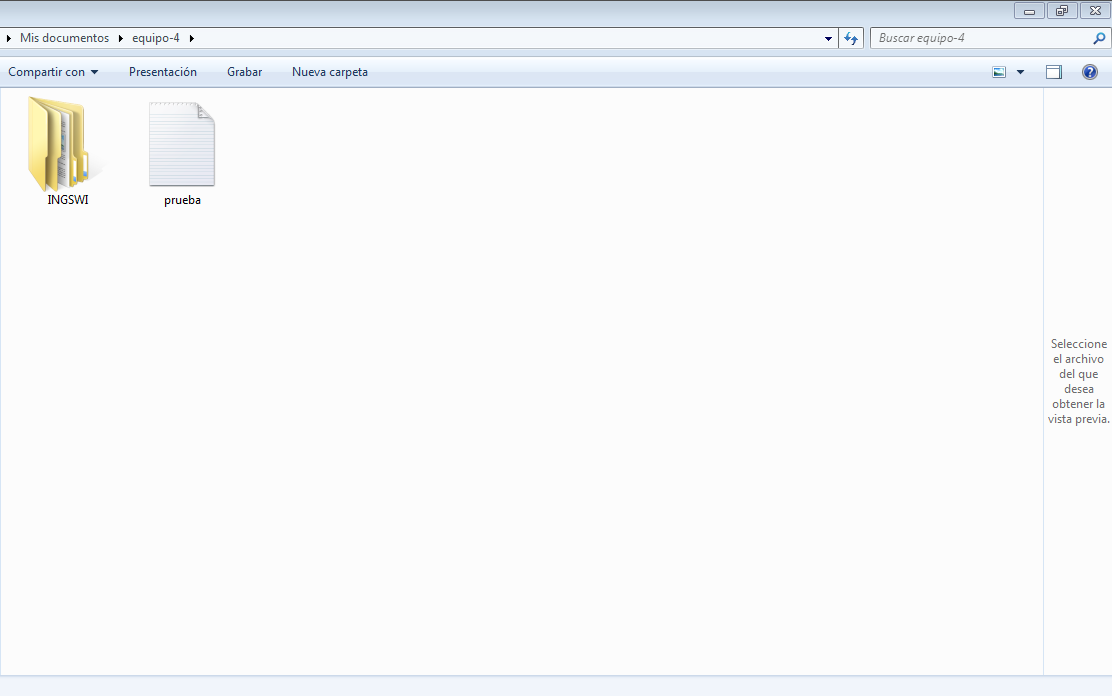 Mis documentos equipo-4
Buscar equipo-4
Compartir con Presentación Grabar Nueva carpeta
INGSWI prueba
Seleccione
el archivo
del que
desea
obtener la
vista previa.